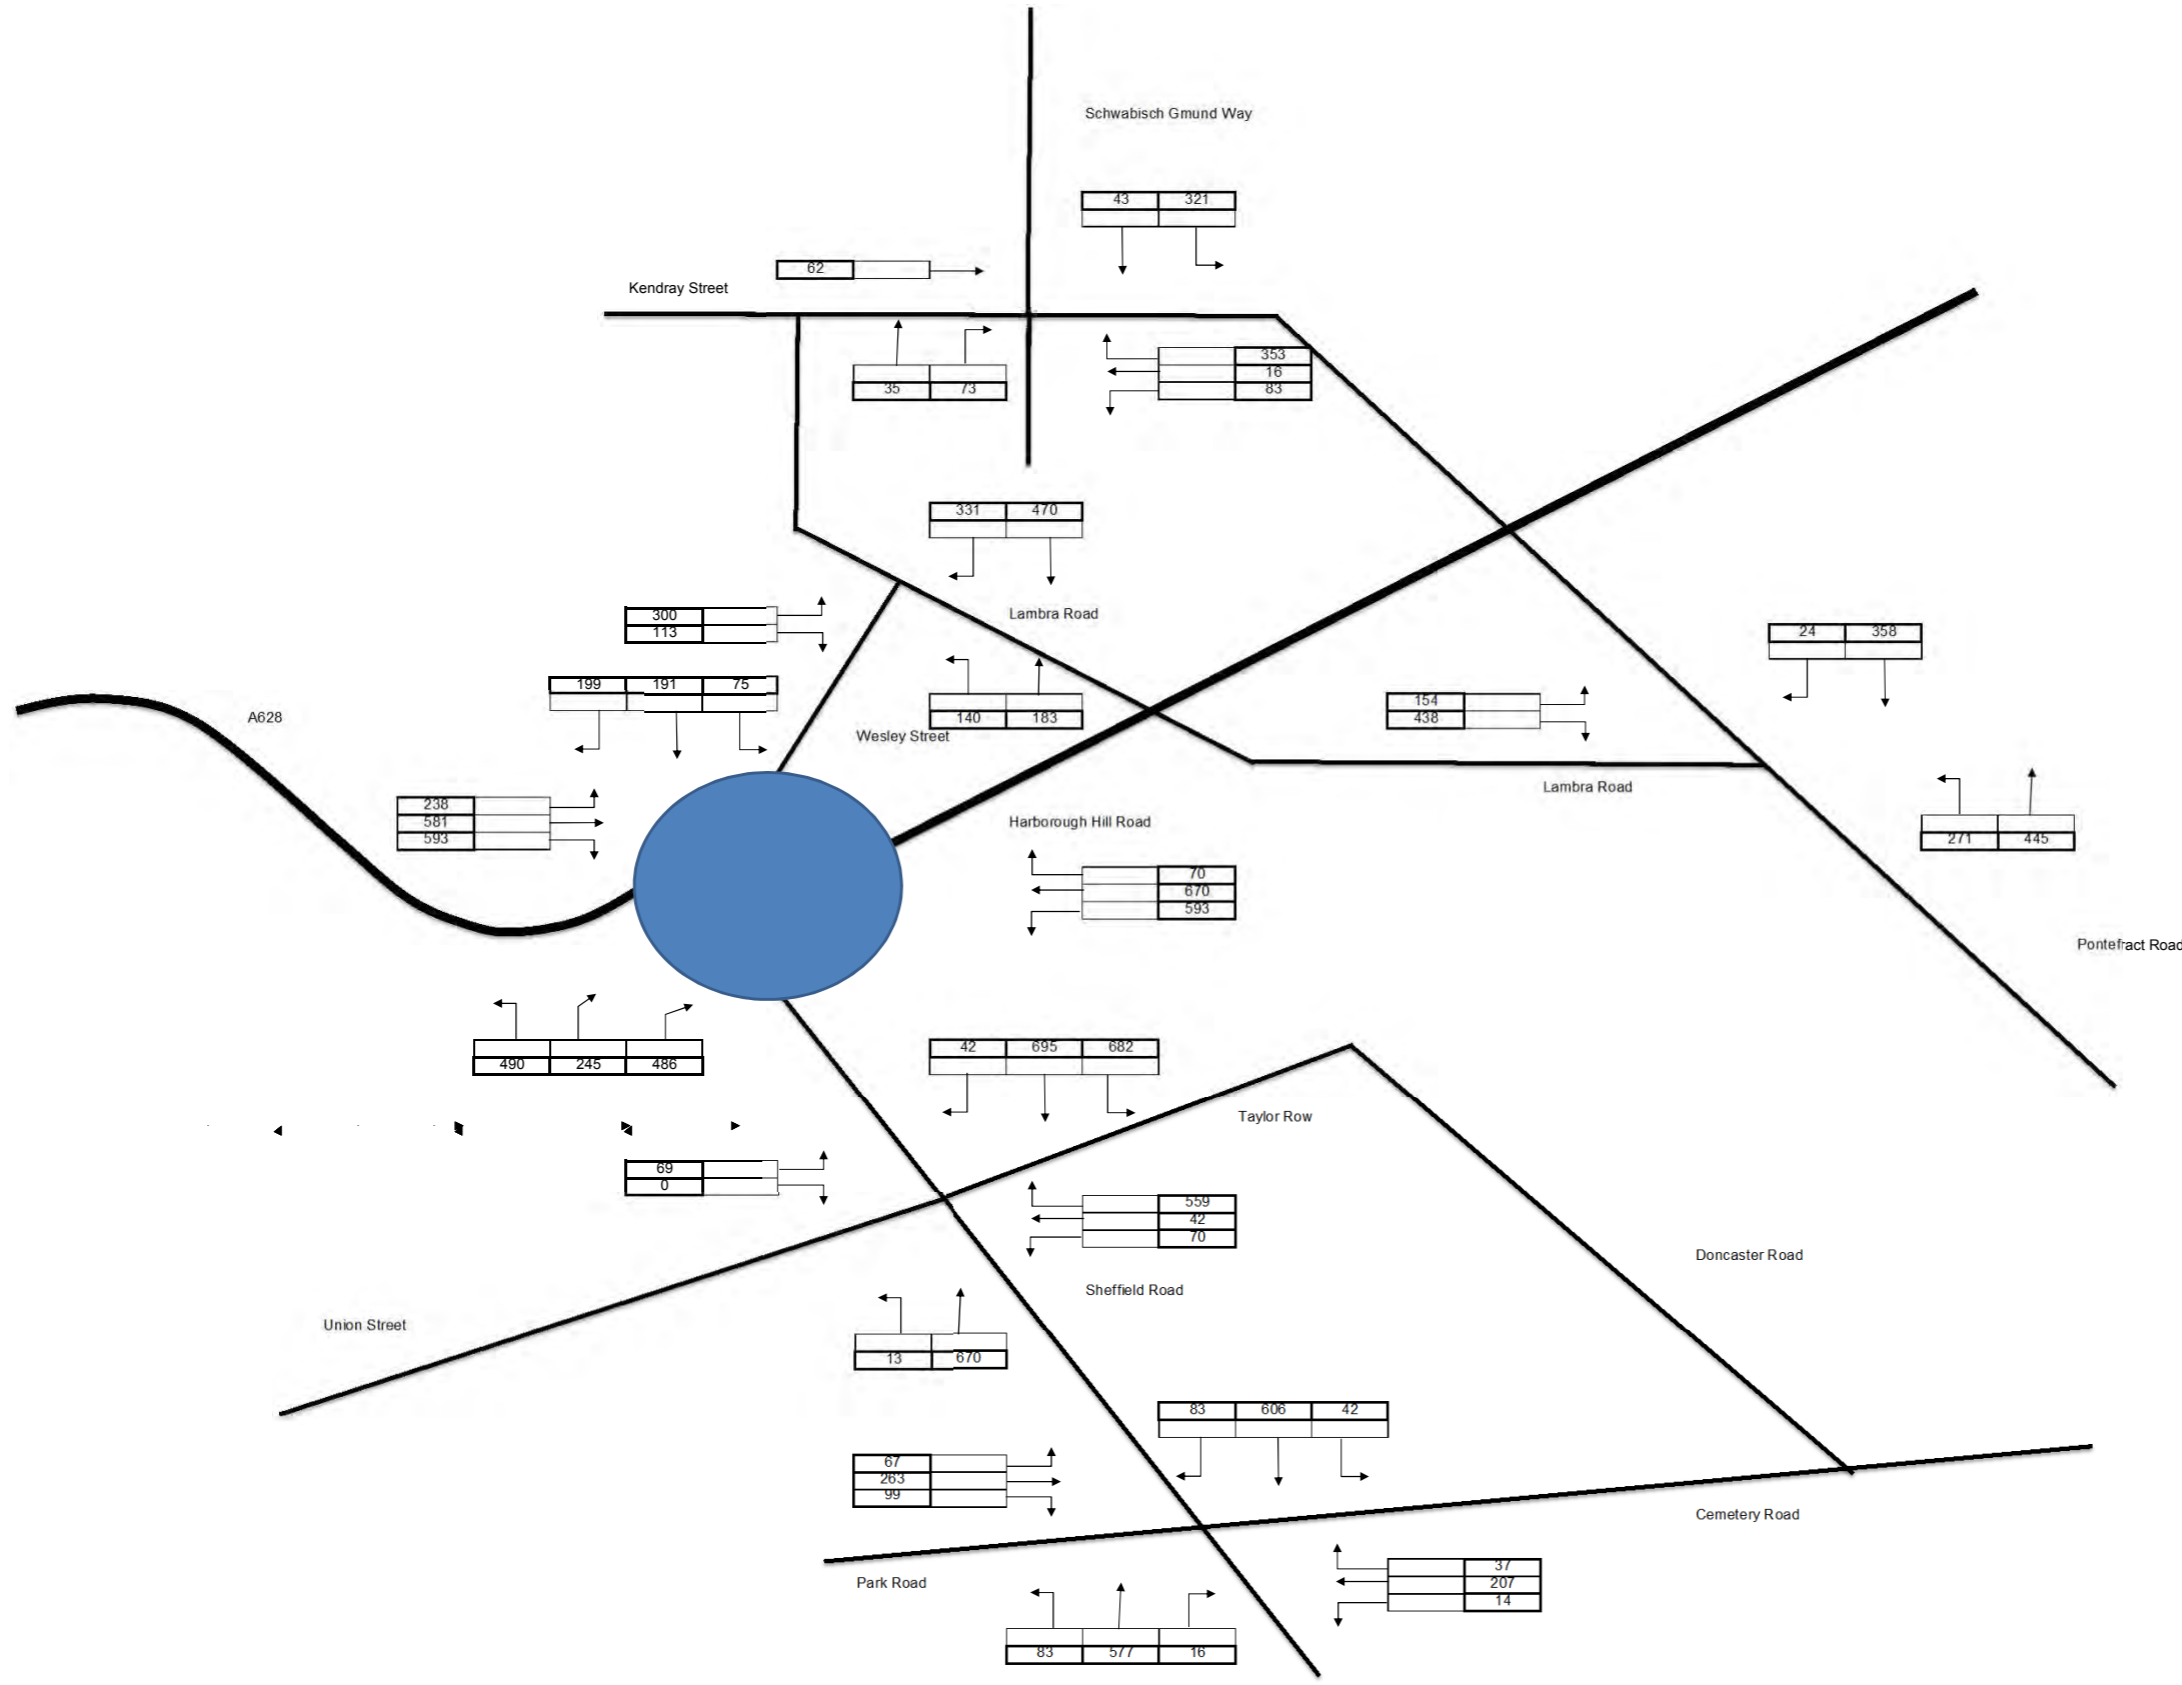 Schwabisch Gmund Way
43 321
62
Kendray Street
353
16
83
35 73
331 470
300
113
Lambra Road
24 358
199 191 75
154
438
A628
140 183
Wesley Street
Lambra Road
238
581
593
Harborough Hill Road
271 445
70
670
593
Pontefract Road
42 695 682
490 245 486
Taylor Row
69
0
559
42
70
Doncaster Road
Sheffield Road
Union Street
13 670
83 606 42
67
263
99
Cemetery Road
37
207
14
Park Road
83 577 16